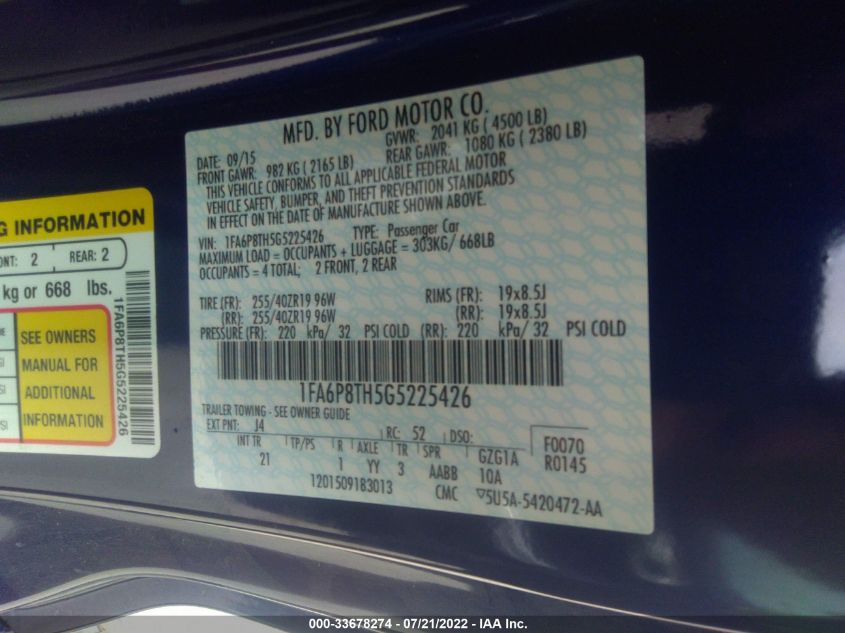 MFD. BY FORD MOTOR CO.
DATE: 09/15
GVWR: 2041 KG ( 4500 LB)
FRONT GAWR: 982 KG ( 2165 LB)
REAR GAWR: 1080 KG ( 2380 LB)
THIS VEHICLE CONFORMS TO ALL APPLICABLE FEDERAL MOTOR
VEHICLE SAFETY, BUMPER, AND THEFT PREVENTION STANDARDS
IN EFFECT ON THE DATE OF MANUFACTURE SHOWN ABOVE.
VIN: 1FA6P8TH5G5225426 TYPE: Passenger Car
MAXIMUM LOAD = OCCUPANTS + LUGGAGE = 303KG/ 668LB
OCCUPANTS = 4 TOTAL; 2 FRONT, 2 REAR
TIRE (FR): 255/40ZR19 96W RIMS (FR): 19x8.5J
(RR): 255/40ZR19 96W (RR): 19x8.5J
PRESSURE (FR): 220 kPa/ 32 PSI COLD (RR): 220 kPa/ 32 PSI COLD
1FA6P8TH5G5225426
TRAILER TOWING - SEE OWNER GUIDE
EXT PNT: J4 RC: 52 DSO: F0070
INT TR TP/PS R AXLE TR SPR GZG1A R0145
21 1 YY 3 AABB 10A
1201509183013 CMC 5U5A-5420472-AA
G INFORMATION
NT: 2 REAR: 2
kg or 668 lbs.
SEE OWNERS
MANUAL FOR
ADDITIONAL
INFORMATION
1FA6P8TH5G5225426
000-33678274 / 07/21/2022 - IAA Inc.